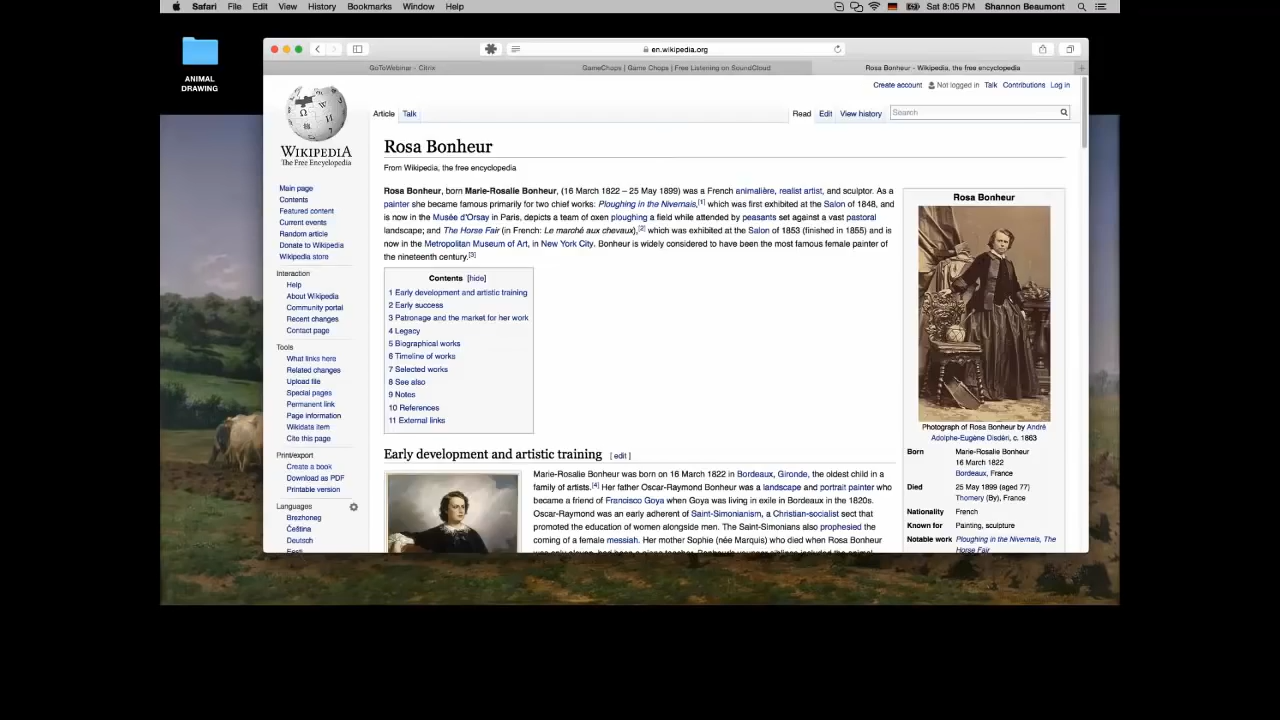 Safari File Edit View History Bookmarks Window Help
Sat 8:05 PM Shannon Beaumont
ANIMAL
DRAWING
en.wikipedia.org
GoToWebinar - Citrix
GameChops | Game Chops | Free Listening on SoundCloud
Rosa Bonheur - Wikipedia, the free encyclopedia
Create account Not logged in Talk Contributions Log in
Article Talk
Read Edit View history
Search
WIKIPEDIA
The Free Encyclopedia
Main page
Contents
Featured content
Current events
Random article
Donate to Wikipedia
Wikipedia store
Interaction
Help
About Wikipedia
Community portal
Recent changes
Contact page
Tools
What links here
Related changes
Upload file
Special pages
Permanent link
Page information
Wikidata item
Cite this page
Print/export
Create a book
Download as PDF
Printable version
Languages
Brezhoneg
Čeština
Deutsch
Eesti
Rosa Bonheur
From Wikipedia, the free encyclopedia
Rosa Bonheur, born Marie-Rosalie Bonheur, (16 March 1822 – 25 May 1899) was a French animalière, realist artist, and sculptor. As a
painter she became famous primarily for two chief works: Ploughing in the Nivernais,[1] which was first exhibited at the Salon of 1848, and
is now in the Musée d'Orsay in Paris, depicts a team of oxen ploughing a field while attended by peasants set against a vast pastoral
landscape; and The Horse Fair (in French: Le marché aux chevaux),[2] which was exhibited at the Salon of 1853 (finished in 1855) and is
now in the Metropolitan Museum of Art, in New York City. Bonheur is widely considered to have been the most famous female painter of
the nineteenth century.[3]
Contents [hide]
1 Early development and artistic training
2 Early success
3 Patronage and the market for her work
4 Legacy
5 Biographical works
6 Timeline of works
7 Selected works
8 See also
9 Notes
10 References
11 External links
Early development and artistic training [ edit ]
Marie-Rosalie Bonheur was born on 16 March 1822 in Bordeaux, Gironde, the oldest child in a
family of artists.[4] Her father Oscar-Raymond Bonheur was a landscape and portrait painter who
became a friend of Francisco Goya when Goya was living in exile in Bordeaux in the 1820s.
Oscar-Raymond was an early adherent of Saint-Simonianism, a Christian-socialist sect that
promoted the education of women alongside men. The Saint-Simonians also prophesied the
coming of a female messiah. Her mother Sophie (née Marquis) who died when Rosa Bonheur
Rosa Bonheur
Photograph of Rosa Bonheur by André
Adolphe-Eugène Disdéri, c. 1863
Born Marie-Rosalie Bonheur
16 March 1822
Bordeaux, France
Died 25 May 1899 (aged 77)
Thomery (By), France
Nationality French
Known for Painting, sculpture
Notable work Ploughing in the Nivernais, The
Horse Fair